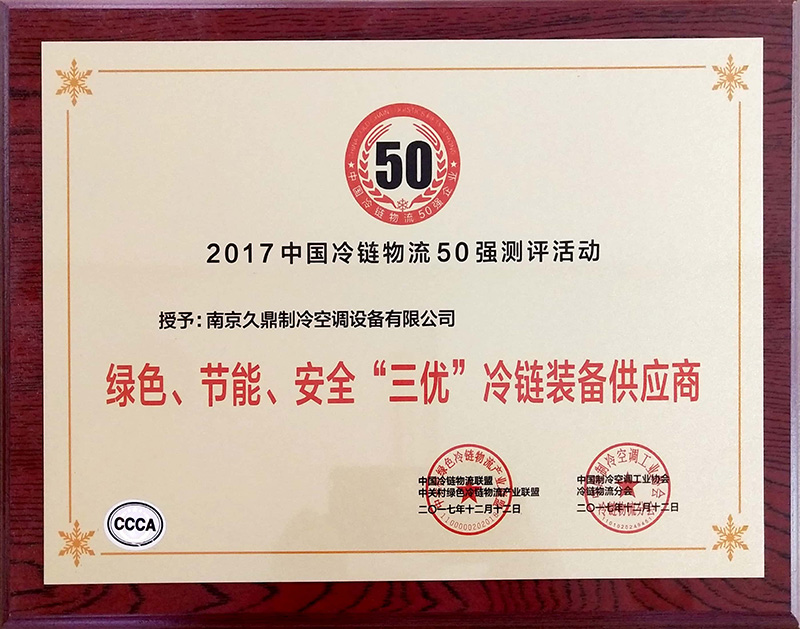 50
中国冷链物流50强企业
2017中国冷链物流50强测评活动
授予：南京久鼎制冷空调设备有限公司
绿色、节能、安全“三优”冷链装备供应商
中国冷链物流联盟
中关村绿色冷链物流产业联盟
二〇一七年十二月十二日
中国制冷空调工业协会
冷链物流分会
二〇一七年十二月十二日
冷链物流分会
CCCA